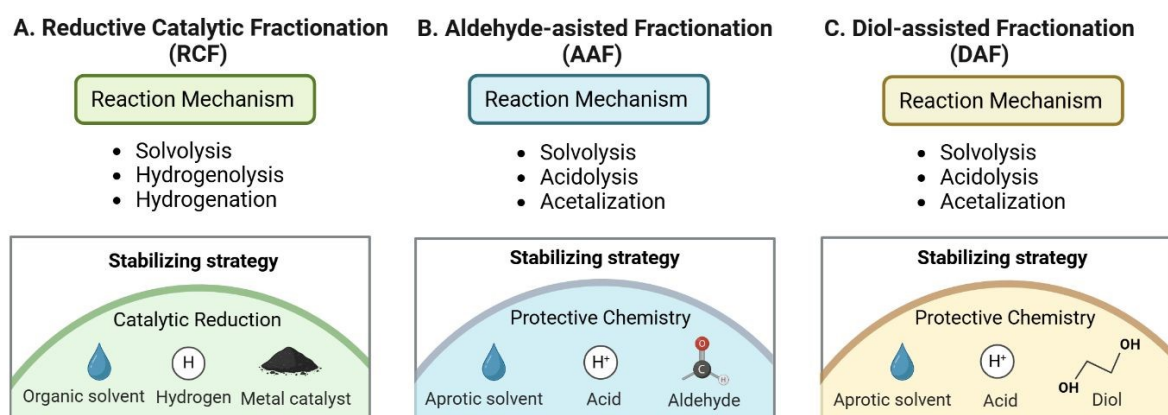 A. Reductive Catalytic Fractionation
(RCF)
Reaction Mechanism
• Solvolysis
• Hydrogenolysis
• Hydrogenation
Stabilizing strategy
Catalytic Reduction
H
Organic solvent Hydrogen Metal catalyst
B. Aldehyde-asisted Fractionation
(AAF)
Reaction Mechanism
• Solvolysis
• Acidolysis
• Acetalization
Stabilizing strategy
Protective Chemistry
H⁺
O
C
H
Aprotic solvent Acid Aldehyde
C. Diol-assisted Fractionation
(DAF)
Reaction Mechanism
• Solvolysis
• Acidolysis
• Acetalization
Stabilizing strategy
Protective Chemistry
H⁺
OH
OH
Aprotic solvent Acid Diol